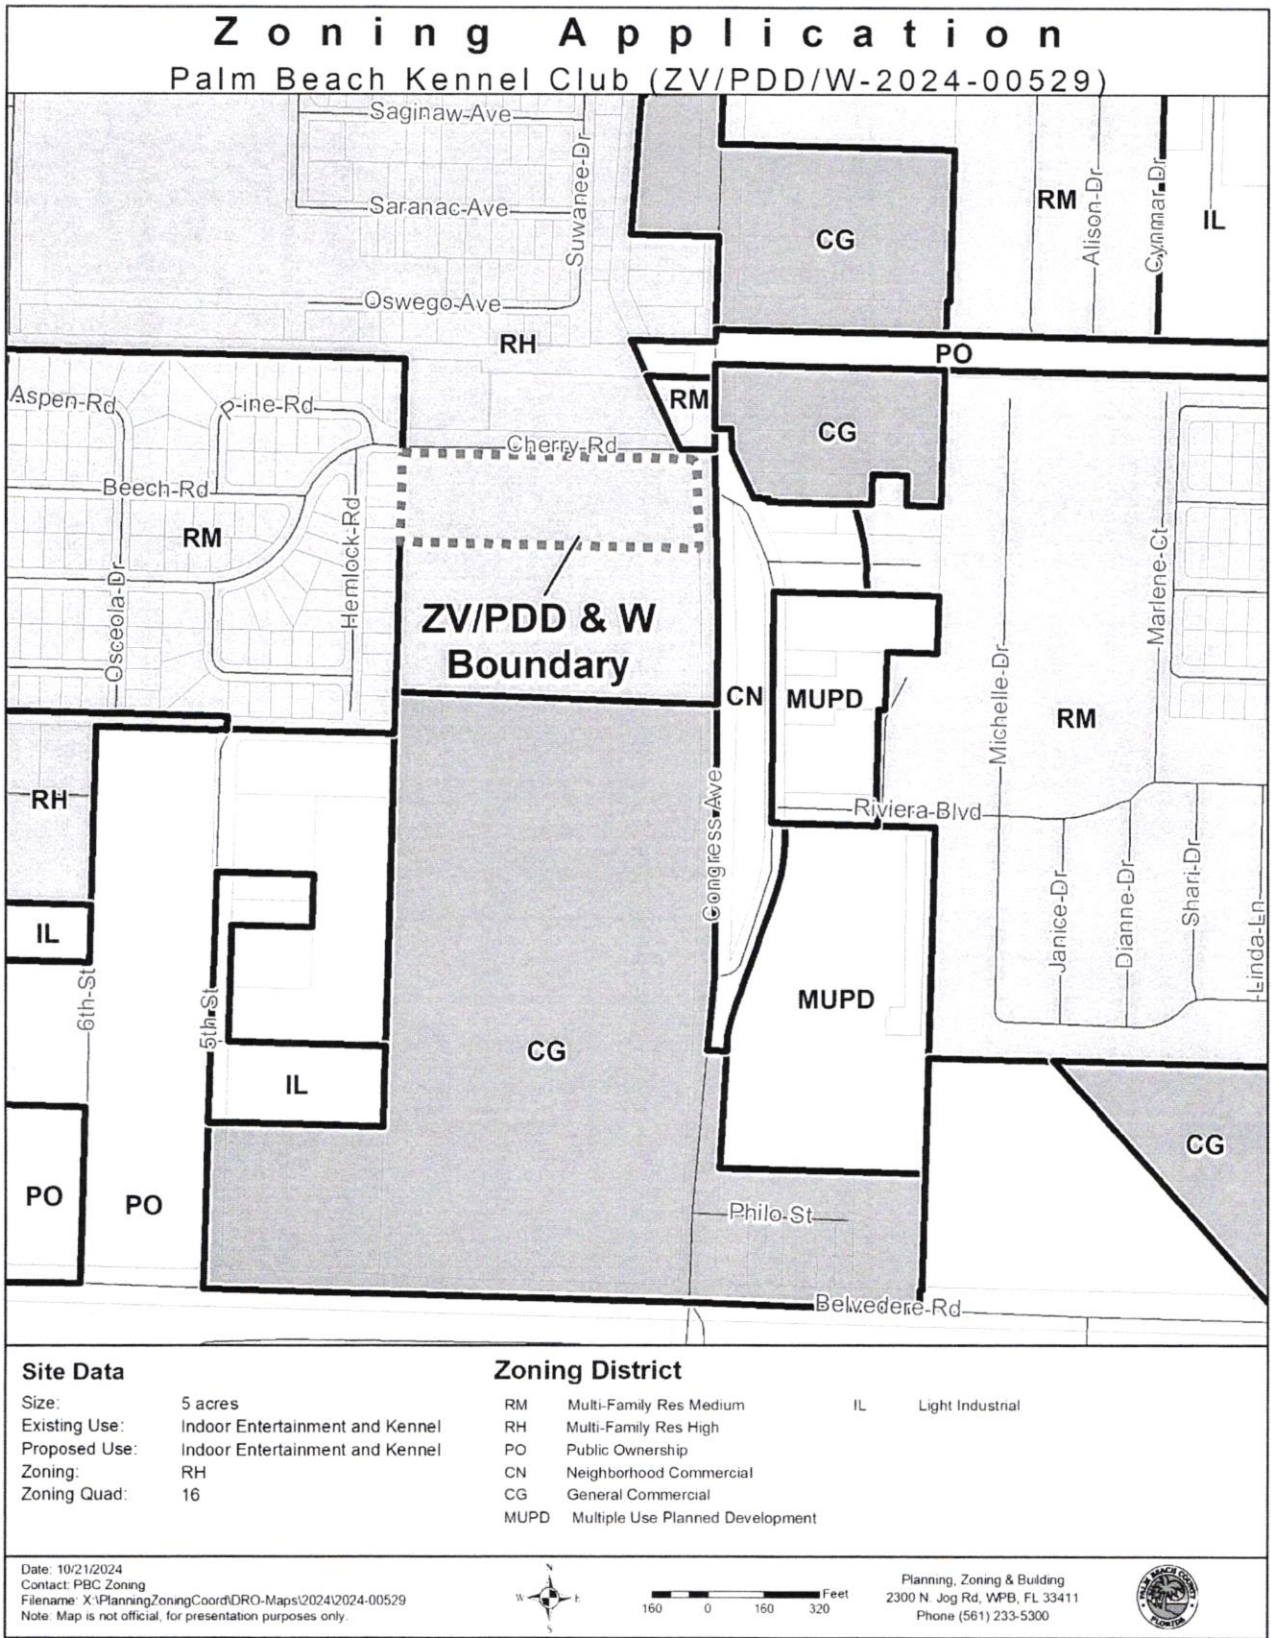 Zoning Application
Palm Beach Kennel Club (ZV/PDD/W-2024-00529)
Saginaw-Ave
Suwanee-Dr
Saranac-Ave
Oswego-Ave
CG
RM
Alison-Dr
Cynmar-Dr
IL
RH
PO
Aspen-Rd
P-ine-Rd
RM
CG
Cherry-Rd
Beech-Rd
RM
Hemlock-Rd
Osceola-Dr
ZV/PDD & W
Boundary
Marlene-Ct
Michelle-Dr
CN
MUPD
RM
RH
Riviera-Blvd
Congress-Ave
Janice-Dr
Dianne-Dr
Shari-Dr
Linda-Ln
IL
6th-St
5th-St
MUPD
CG
IL
CG
PO
PO
Philo-St
Belvedere-Rd
Site Data
Size: 5 acres
Existing Use: Indoor Entertainment and Kennel
Proposed Use: Indoor Entertainment and Kennel
Zoning: RH
Zoning Quad: 16
Zoning District
RM Multi-Family Res Medium
RH Multi-Family Res High
PO Public Ownership
CN Neighborhood Commercial
CG General Commercial
MUPD Multiple Use Planned Development
IL Light Industrial
Date: 10/21/2024
Contact: PBC Zoning
Filename: X:\PlanningZoningCoord\DRO-Maps\2024\2024-00529
Note: Map is not official, for presentation purposes only.
N
W E
S
Feet
160 0 160 320
Planning, Zoning & Building
2300 N. Jog Rd, WPB, FL 33411
Phone (561) 233-5300
PALM BEACH COUNTY
FLORIDA